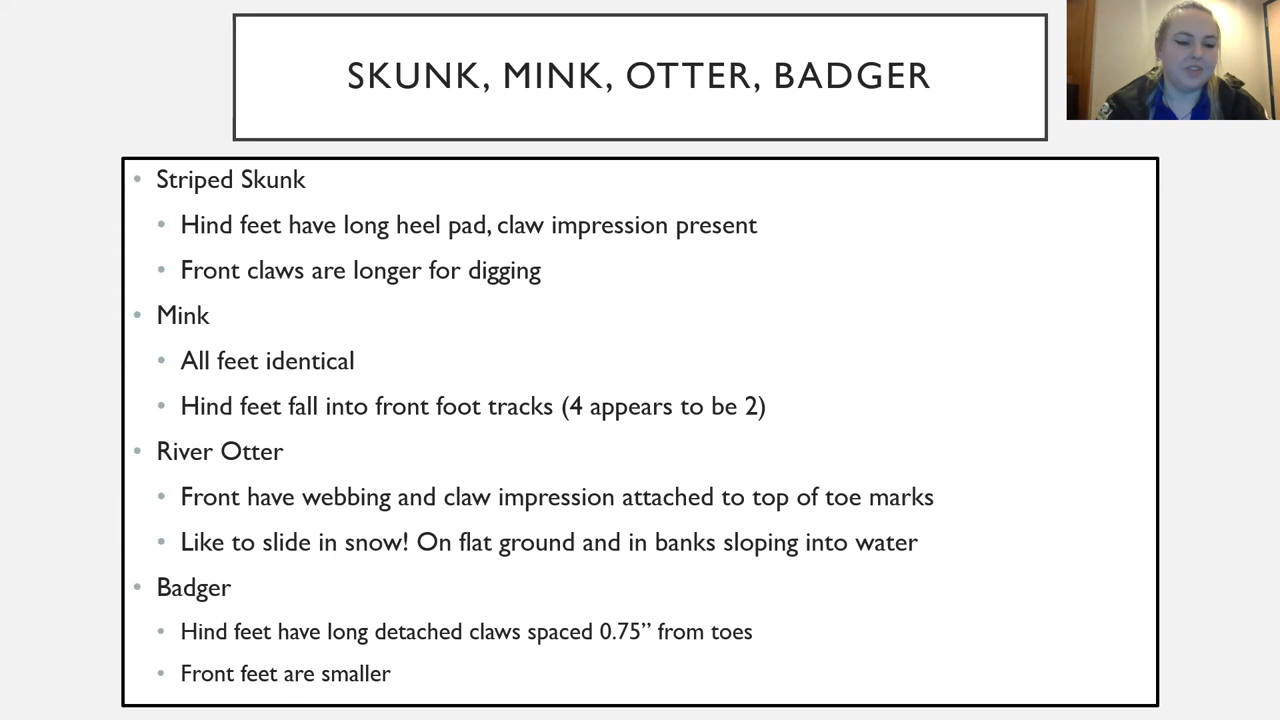 SKUNK, MINK, OTTER, BADGER
• Striped Skunk
• Hind feet have long heel pad, claw impression present
• Front claws are longer for digging
• Mink
• All feet identical
• Hind feet fall into front foot tracks (4 appears to be 2)
• River Otter
• Front have webbing and claw impression attached to top of toe marks
• Like to slide in snow! On flat ground and in banks sloping into water
• Badger
• Hind feet have long detached claws spaced 0.75” from toes
• Front feet are smaller